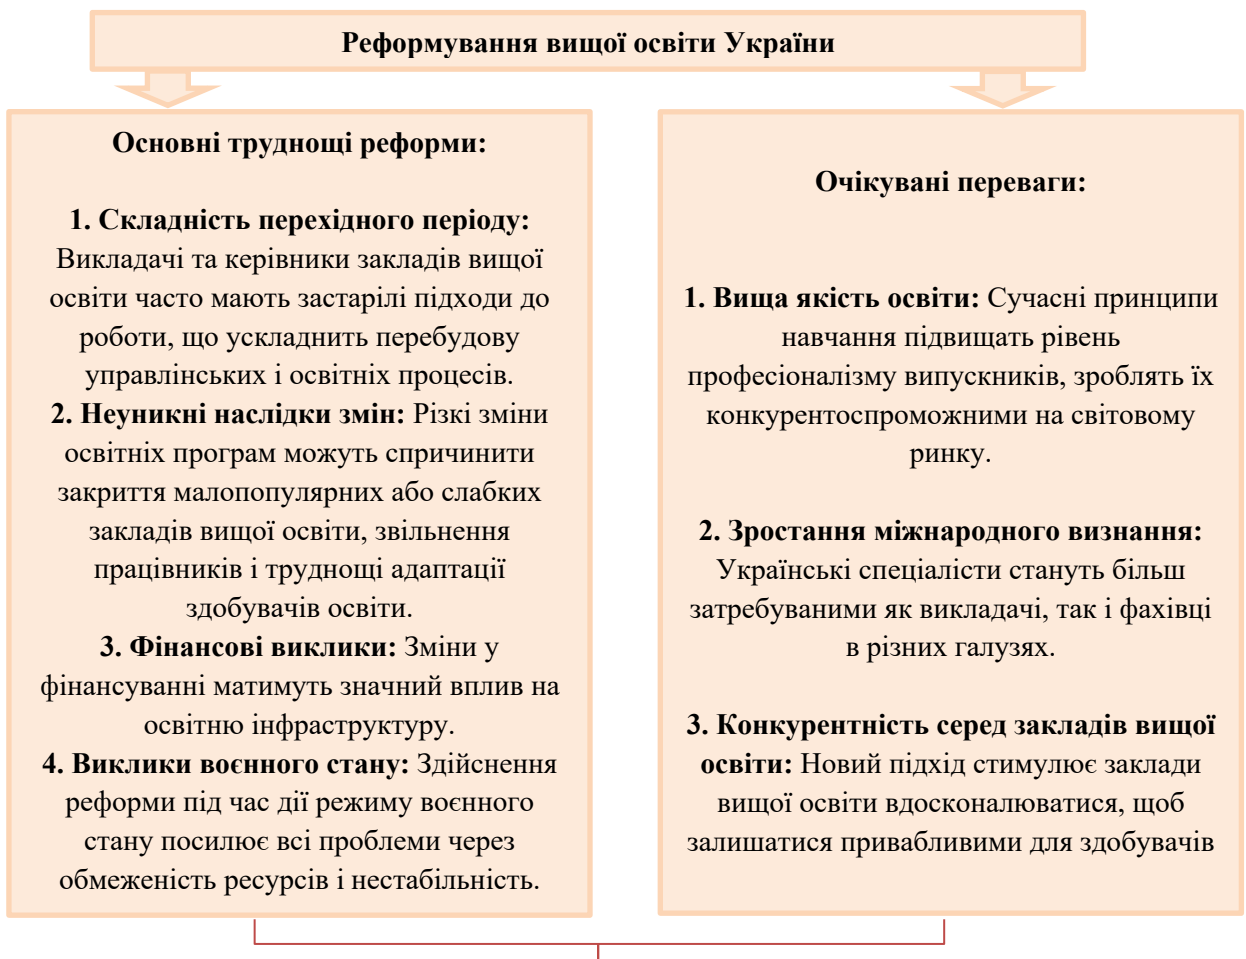 Реформування вищої освіти України
Основні труднощі реформи:
1. Складність перехідного періоду:
Викладачі та керівники закладів вищої
освіти часто мають застарілі підходи до
роботи, що ускладнить перебудову
управлінських і освітніх процесів.
2. Неуникні наслідки змін: Різкі зміни
освітніх програм можуть спричинити
закриття малопопулярних або слабких
закладів вищої освіти, звільнення
працівників і труднощі адаптації
здобувачів освіти.
3. Фінансові виклики: Зміни у
фінансуванні матимуть значний вплив на
освітню інфраструктуру.
4. Виклики воєнного стану: Здійснення
реформи під час дії режиму воєнного
стану посилює всі проблеми через
обмеженість ресурсів і нестабільність.
Очікувані переваги:
1. Вища якість освіти: Сучасні принципи
навчання підвищать рівень
професіоналізму випускників, зроблять їх
конкурентоспроможними на світовому
ринку.
2. Зростання міжнародного визнання:
Українські спеціалісти стануть більш
затребуваними як викладачі, так і фахівці
в різних галузях.
3. Конкурентність серед закладів вищої
освіти: Новий підхід стимулює заклади
вищої освіти вдосконалюватися, щоб
залишатися привабливими для здобувачів